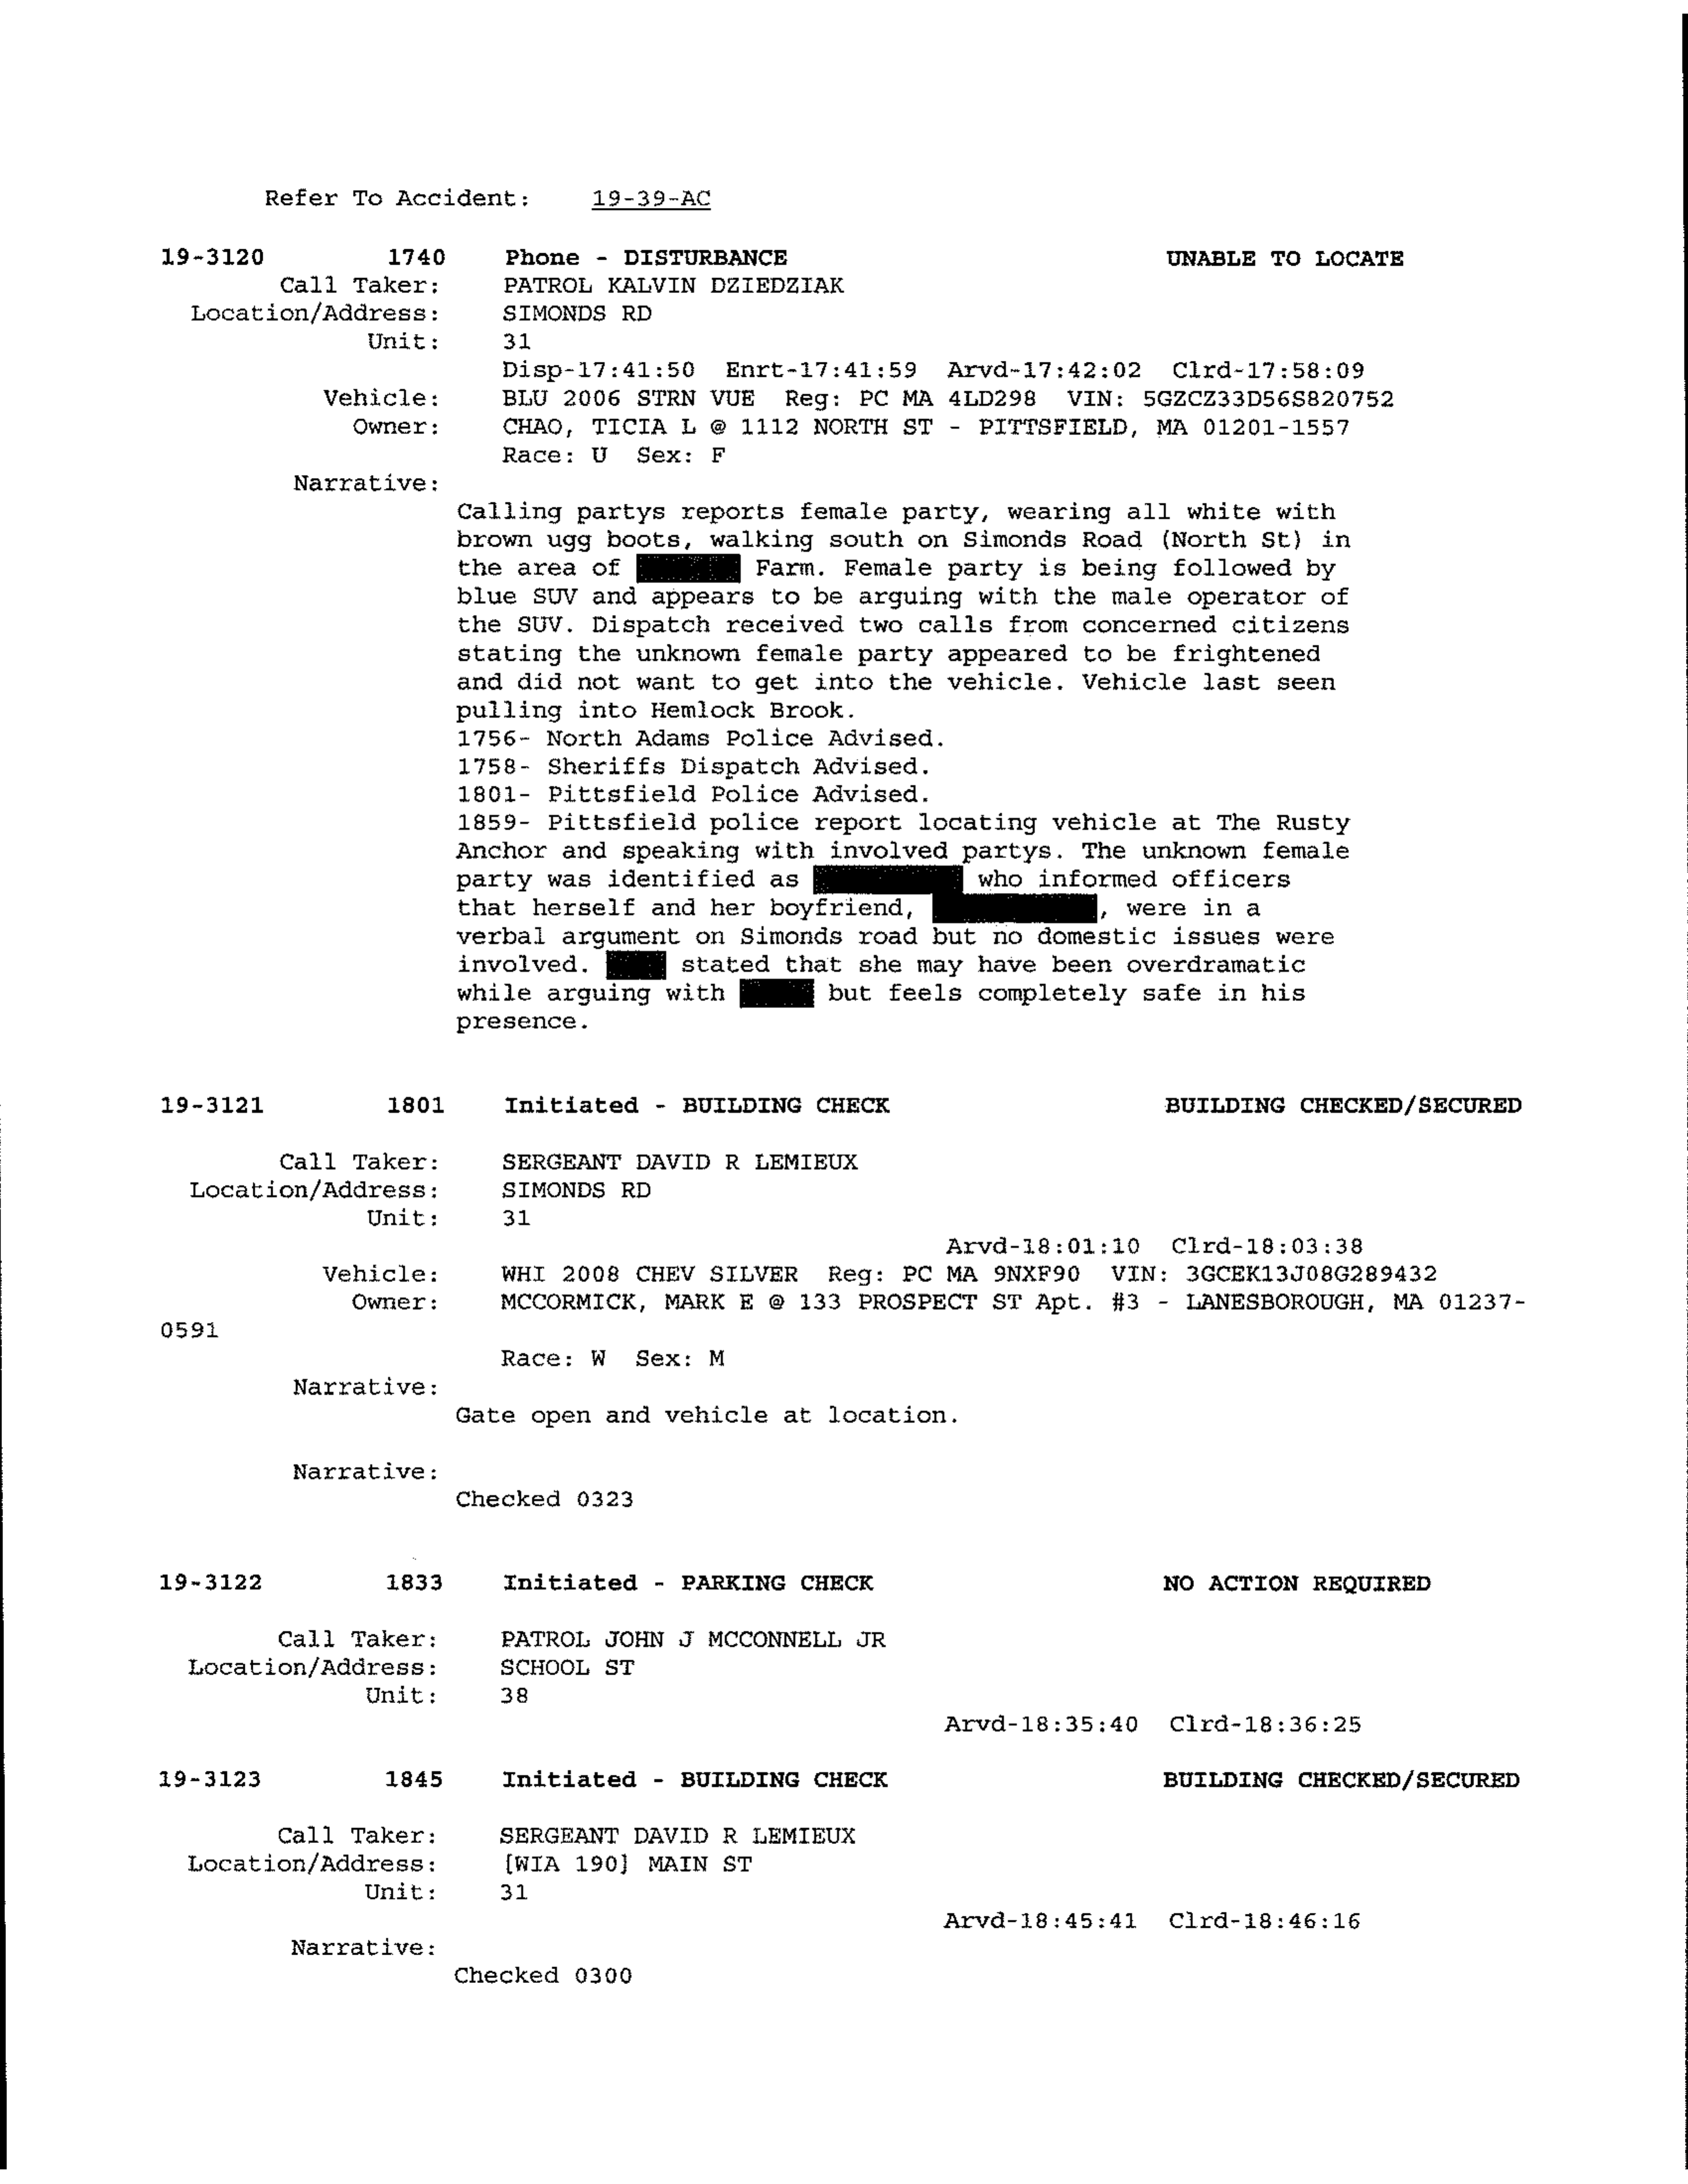 Refer To Accident: 19-39-AC
19-3120 1740 Phone - DISTURBANCE UNABLE TO LOCATE
Call Taker: PATROL KALVIN DZIEDZIAK
Location/Address: SIMONDS RD
Unit: 31
Disp-17:41:50 Enrt-17:41:59 Arvd-17:42:02 Clrd-17:58:09
Vehicle: BLU 2006 STRN VUE Reg: PC MA 4LD298 VIN: 5GZCZ33D56S820752
Owner: CHAO, TICIA L @ 1112 NORTH ST - PITTSFIELD, MA 01201-1557
Race: U Sex: F
Narrative:
Calling partys reports female party, wearing all white with
brown ugg boots, walking south on Simonds Road (North St) in
the area of Farm. Female party is being followed by
blue SUV and appears to be arguing with the male operator of
the SUV. Dispatch received two calls from concerned citizens
stating the unknown female party appeared to be frightened
and did not want to get into the vehicle. Vehicle last seen
pulling into Hemlock Brook.
1756- North Adams Police Advised.
1758- Sheriffs Dispatch Advised.
1801- Pittsfield Police Advised.
1859- Pittsfield police report locating vehicle at The Rusty
Anchor and speaking with involved partys. The unknown female
party was identified as who informed officers
that herself and her boyfriend, , were in a
verbal argument on Simonds road but no domestic issues were
involved. stated that she may have been overdramatic
while arguing with but feels completely safe in his
presence.
19-3121 1801 Initiated - BUILDING CHECK BUILDING CHECKED/SECURED
Call Taker: SERGEANT DAVID R LEMIEUX
Location/Address: SIMONDS RD
Unit: 31
Arvd-18:01:10 Clrd-18:03:38
Vehicle: WHI 2008 CHEV SILVER Reg: PC MA 9NXF90 VIN: 3GCEK13J08G289432
Owner: MCCORMICK, MARK E @ 133 PROSPECT ST Apt. #3 - LANESBOROUGH, MA 01237-
0591
Race: W Sex: M
Narrative:
Gate open and vehicle at location.
Narrative:
Checked 0323
19-3122 1833 Initiated - PARKING CHECK NO ACTION REQUIRED
Call Taker: PATROL JOHN J MCCONNELL JR
Location/Address: SCHOOL ST
Unit: 38
Arvd-18:35:40 Clrd-18:36:25
19-3123 1845 Initiated - BUILDING CHECK BUILDING CHECKED/SECURED
Call Taker: SERGEANT DAVID R LEMIEUX
Location/Address: [WIA 190] MAIN ST
Unit: 31
Arvd-18:45:41 Clrd-18:46:16
Narrative:
Checked 0300